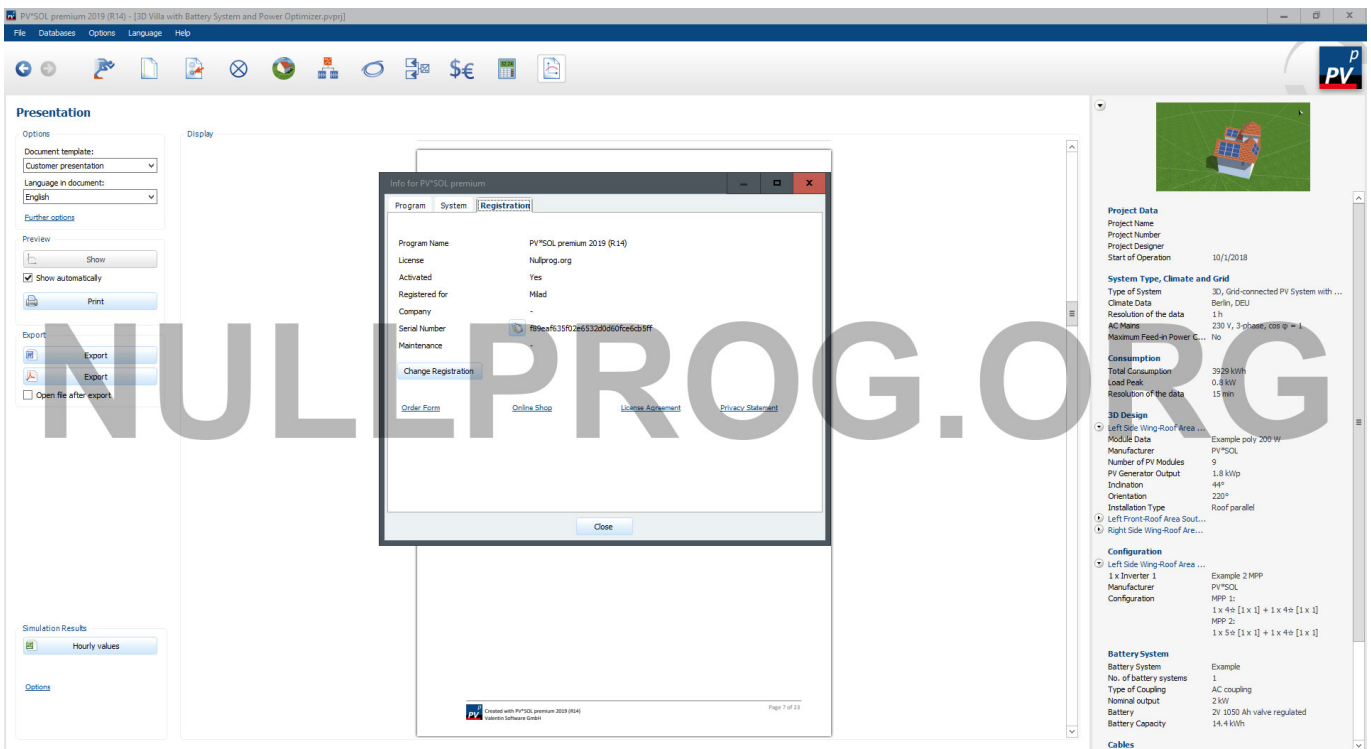 PV*SOL premium 2019 (R14) - [3D Villa with Battery System and Power Optimizer.pvprj]
File Databases Options Language Help
Presentation
Options
Document template:
Customer presentation
Language in document:
English
Further options
Preview
Show
Show automatically
Print
Export
Export
Export
Open file after export
Simulation Results
Hourly values
Options
Display
Info for PV*SOL premium
Program System Registration
Program Name PV*SOL premium 2019 (R14)
License Nullprog.org
Activated Yes
Registered for Milad
Company -
Serial Number f89eaf635f02e6532d0d60fce6cb5ff
Maintenance -
Change Registration
Order Form Online Shop License Agreement Privacy Statement
Close
Created with PV*SOL premium 2019 (R14)
Valentin Software GmbH
Page 7 of 23
NULLPROG.ORG
p
PV
Project Data
Project Name
Project Number
Project Designer
Start of Operation 10/1/2018
System Type, Climate and Grid
Type of System 3D, Grid-connected PV System with ...
Climate Data Berlin, DEU
Resolution of the data 1 h
AC Mains 230 V, 3-phase, cos φ = 1
Maximum Feed-in Power C... No
Consumption
Total Consumption 3929 kWh
Load Peak 0.8 kW
Resolution of the data 15 min
3D Design
Left Side Wing-Roof Area ...
Module Data Example poly 200 W
Manufacturer PV*SOL
Number of PV Modules 9
PV Generator Output 1.8 kWp
Inclination 44°
Orientation 220°
Installation Type Roof parallel
Left Front-Roof Area Sout...
Right Side Wing-Roof Are...
Configuration
Left Side Wing-Roof Area ...
1 x Inverter 1 Example 2 MPP
Manufacturer PV*SOL
Configuration MPP 1:
1 x 4☆ [1 x 1] + 1 x 4☆ [1 x 1]
MPP 2:
1 x 5☆ [1 x 1] + 1 x 4☆ [1 x 1]
Battery System
Battery System Example
No. of battery systems 1
Type of Coupling AC coupling
Nominal output 2 kW
Battery 2V 1050 Ah valve regulated
Battery Capacity 14.4 kWh
Cables